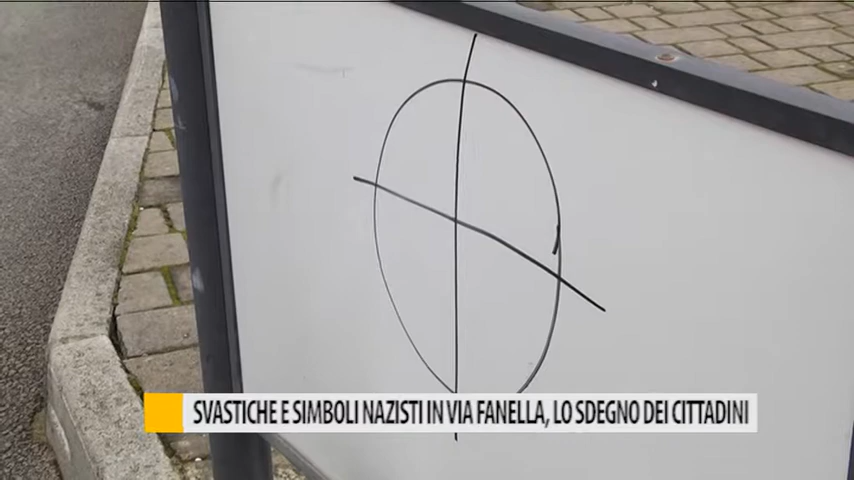 SVASTICHE E SIMBOLI NAZISTI IN VIA FANELLA, LO SDEGNO DEI CITTADINI